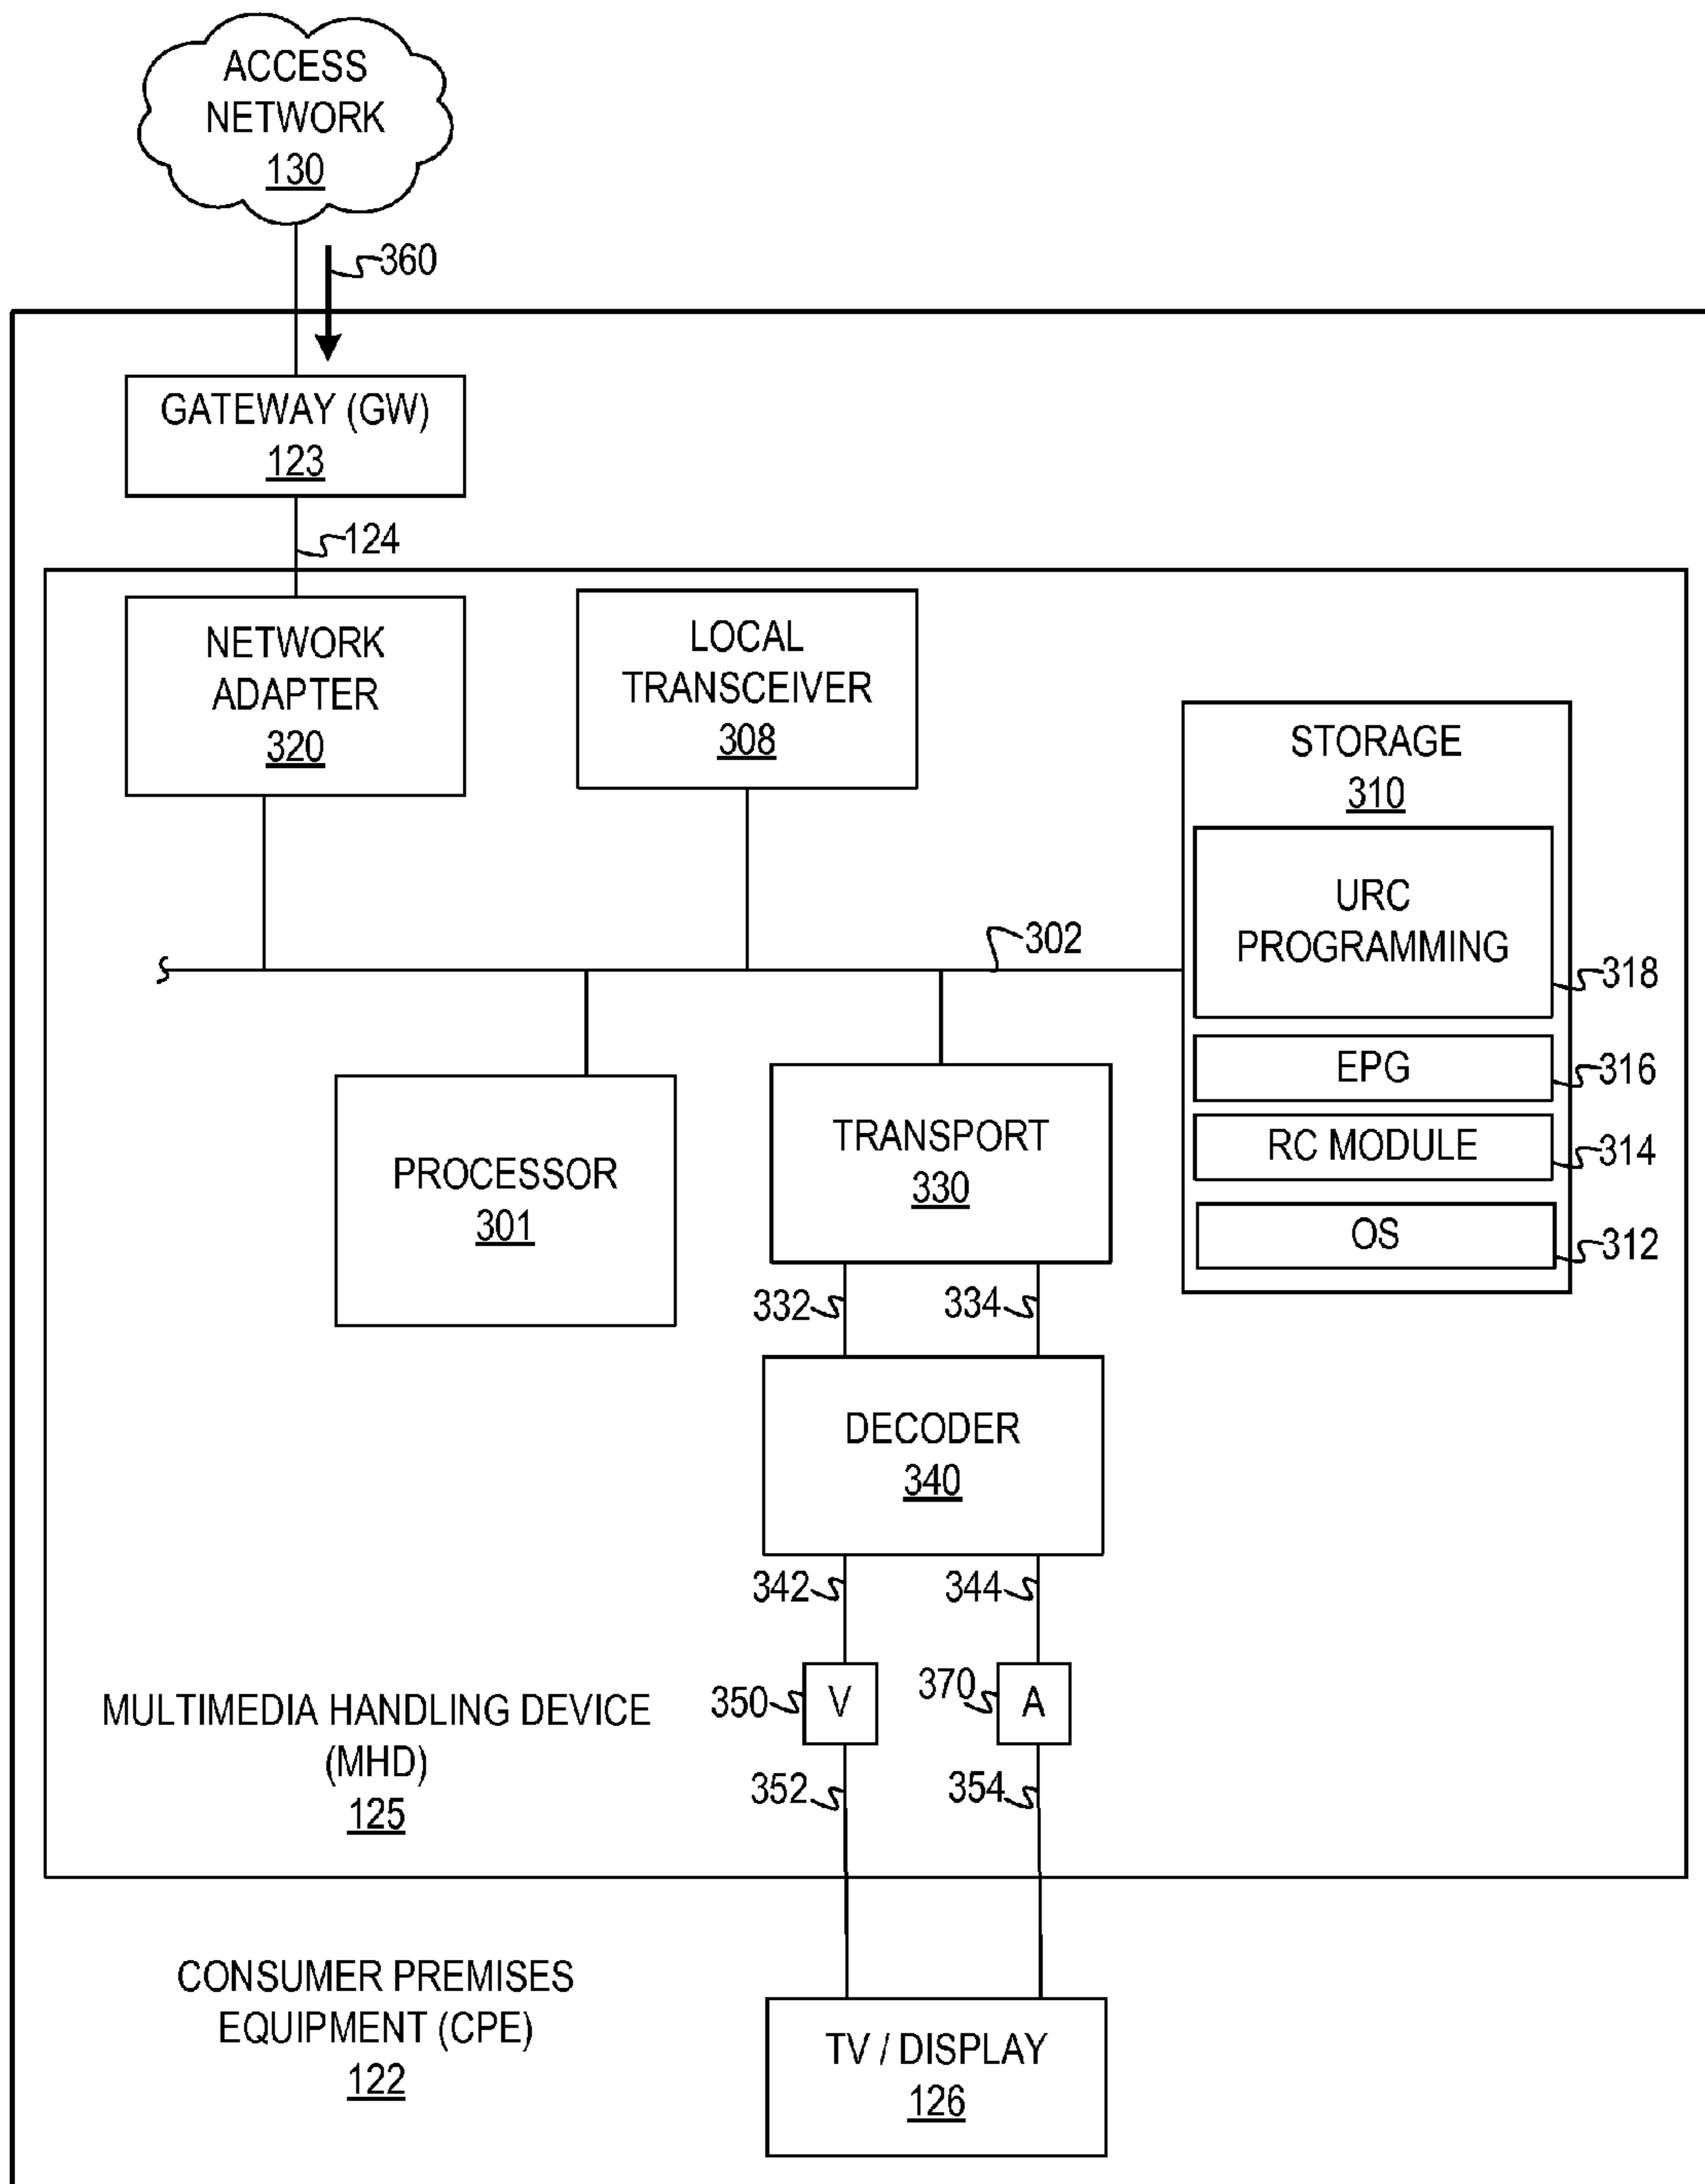 ACCESS
NETWORK
130
360
GATEWAY (GW)
123
124
NETWORK
ADAPTER
320
LOCAL
TRANSCEIVER
308
STORAGE
310
URC
PROGRAMMING
318
EPG
316
RC MODULE
314
OS
312
302
PROCESSOR
301
TRANSPORT
330
332
334
DECODER
340
342
344
350
V
370
A
352
354
MULTIMEDIA HANDLING DEVICE
(MHD)
125
CONSUMER PREMISES
EQUIPMENT (CPE)
122
TV / DISPLAY
126